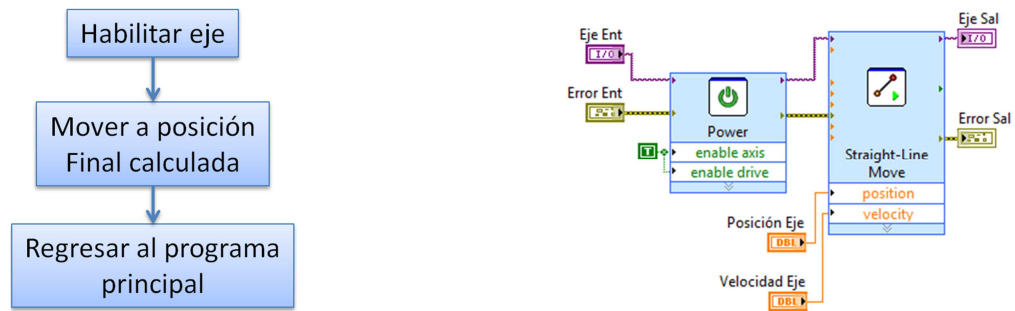 Habilitar eje
Mover a posición
Final calculada
Regresar al programa
principal
Eje Ent
I/O
Error Ent
T
Power
enable axis
enable drive
Eje Sal
I/O
Error Sal
Straight-Line
Move
position
velocity
Posición Eje
DBL
Velocidad Eje
DBL